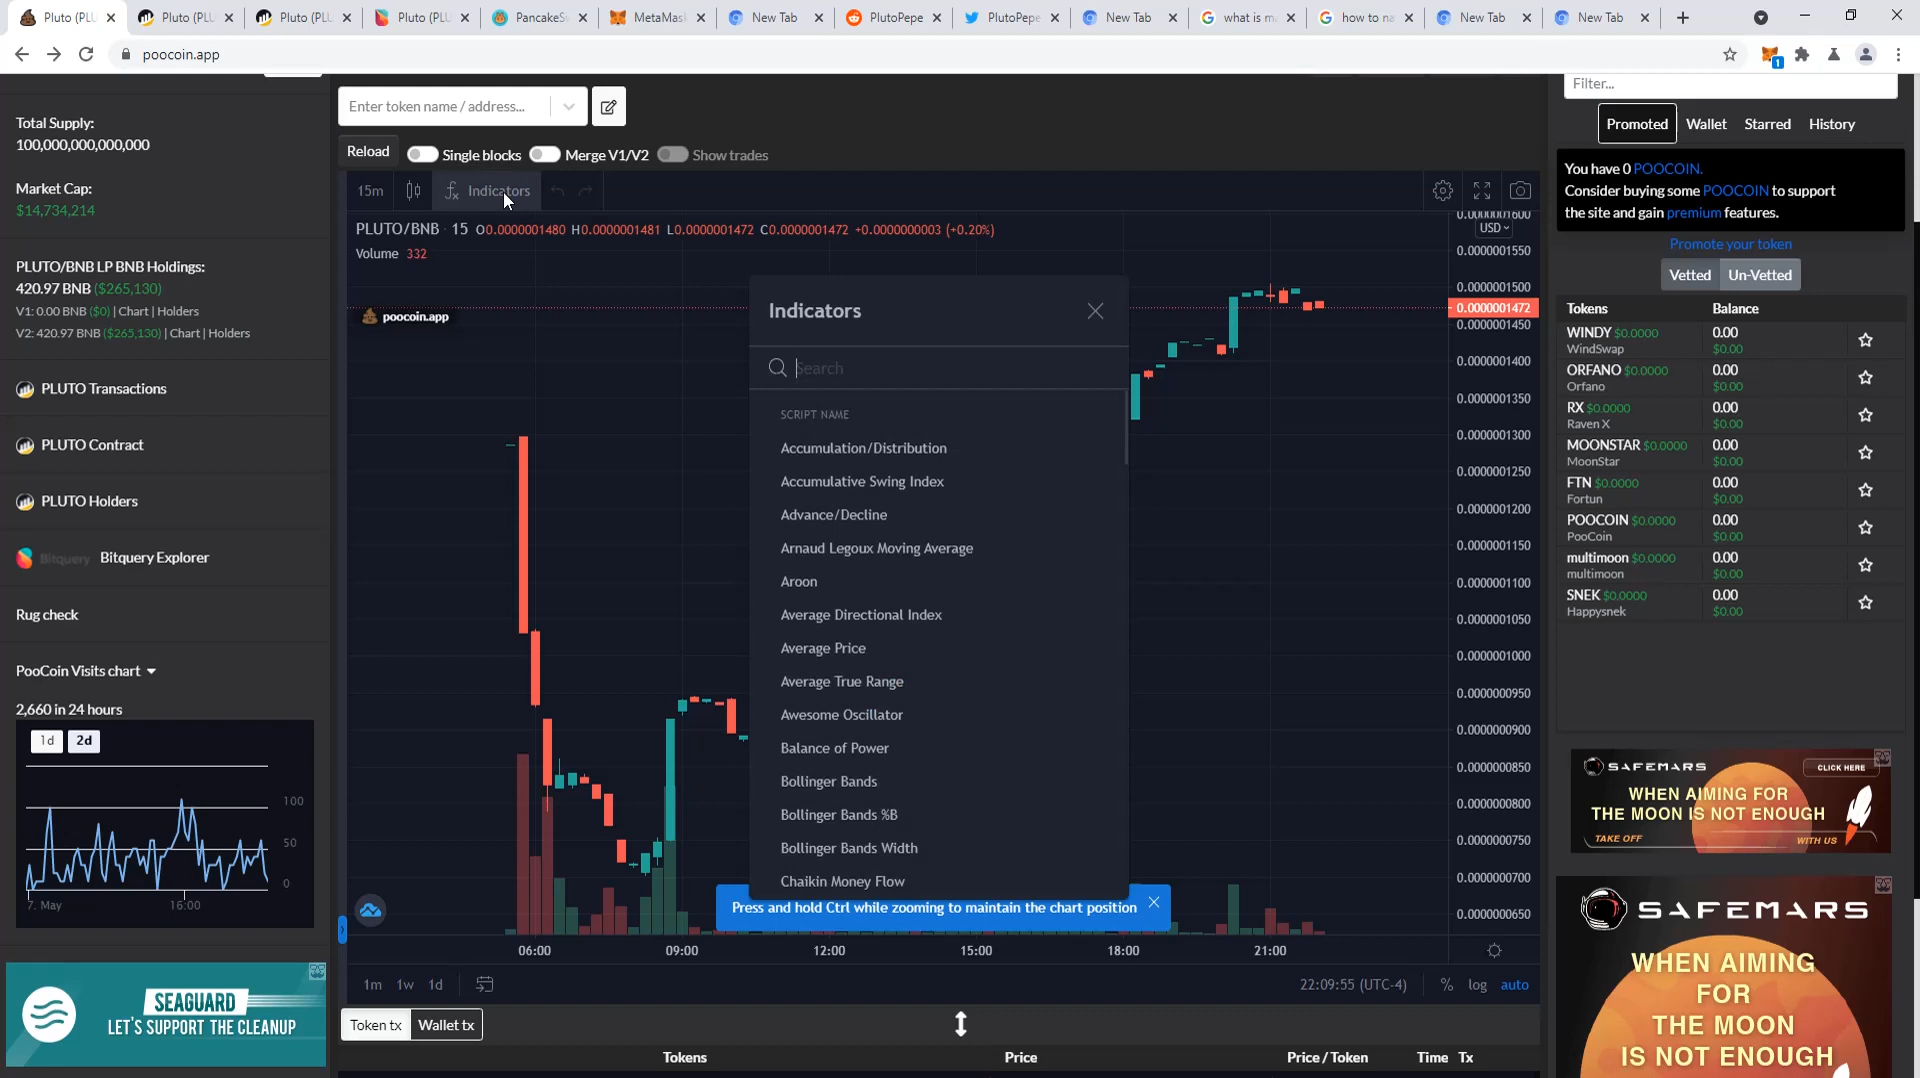 Pluto (PLU
Pluto (PLU
Pluto (PLU
Pluto (PLU
PancakeSw
MetaMask
New Tab
PlutoPepe
PlutoPepe
New Tab
what is ma
how to na
New Tab
New Tab
poocoin.app
1
Total Supply:
100,000,000,000,000
Market Cap:
$14,734,214
PLUTO/BNB LP BNB Holdings:
420.97 BNB ($265,130)
V1: 0.00 BNB ($0) | Chart | Holders
V2: 420.97 BNB ($265,130) | Chart | Holders
PLUTO Transactions
PLUTO Contract
PLUTO Holders
Bitquery Bitquery Explorer
Rug check
PooCoin Visits chart
2,660 in 24 hours
1d 2d
100
50
0
7. May 16:00
SEAGUARD
LET'S SUPPORT THE CLEANUP
Enter token name / address...
Reload Single blocks Merge V1/V2 Show trades
15m Indicators
PLUTO/BNB · 15 O0.0000001480 H0.0000001481 L0.0000001472 C0.0000001472 +0.0000000003 (+0.20%)
Volume 332
poocoin.app
Indicators
Search
SCRIPT NAME
Accumulation/Distribution
Accumulative Swing Index
Advance/Decline
Arnaud Legoux Moving Average
Aroon
Average Directional Index
Average Price
Average True Range
Awesome Oscillator
Balance of Power
Bollinger Bands
Bollinger Bands %B
Bollinger Bands Width
Chaikin Money Flow
Press and hold Ctrl while zooming to maintain the chart position
0.0000001600
USD
0.0000001550
0.0000001500
0.0000001472
0.0000001450
0.0000001400
0.0000001350
0.0000001300
0.0000001250
0.0000001200
0.0000001150
0.0000001100
0.0000001050
0.0000001000
0.0000000950
0.0000000900
0.0000000850
0.0000000800
0.0000000750
0.0000000700
0.0000000650
06:00 09:00 12:00 15:00 18:00 21:00
1m 1w 1d
22:09:55 (UTC-4) % log auto
Token tx Wallet tx
Tokens Price Price / Token Time Tx
Filter...
Promoted Wallet Starred History
You have 0 POOCOIN.
Consider buying some POOCOIN to support
the site and gain premium features.
Promote your token
Vetted Un-Vetted
Tokens Balance
WINDY $0.0000 0.00
WindSwap $0.00
ORFANO $0.0000 0.00
Orfano $0.00
RX $0.0000 0.00
Raven X $0.00
MOONSTAR $0.0000 0.00
MoonStar $0.00
FTN $0.0000 0.00
Fortun $0.00
POOCOIN $0.0000 0.00
PooCoin $0.00
multimoon $0.0000 0.00
multimoon $0.00
SNEK $0.0000 0.00
Happysnek $0.00
SAFEMARS CLICK HERE
WHEN AIMING FOR
THE MOON IS NOT ENOUGH
TAKE OFF WITH US
SAFEMARS
WHEN AIMING
FOR
THE MOON
IS NOT ENOUGH